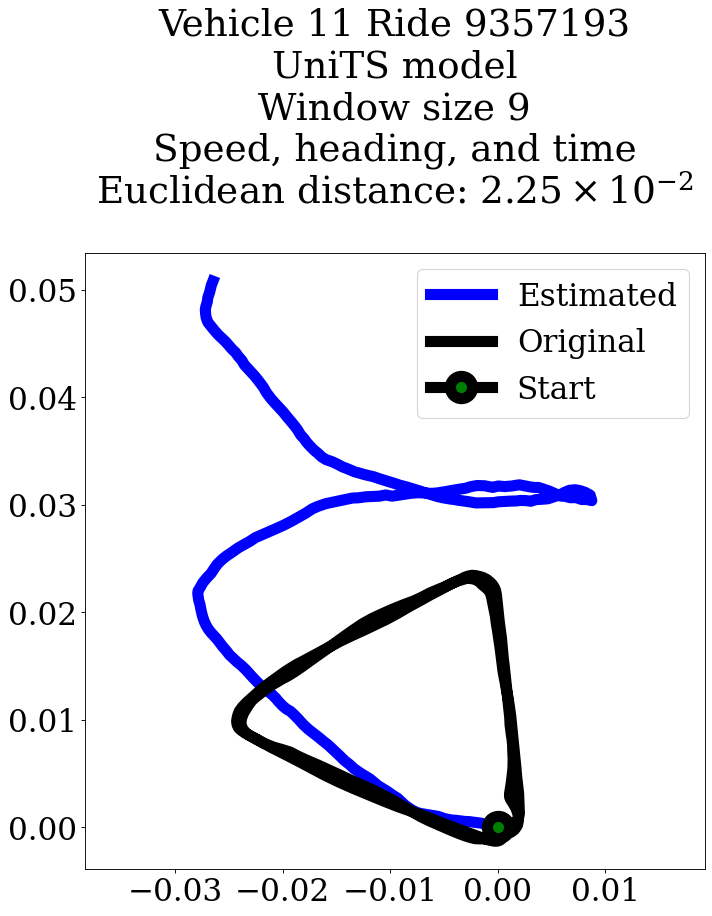 Vehicle 11 Ride 9357193
UniTS model
Window size 9
Speed, heading, and time
Euclidean distance: 2.25 × 10⁻²
Estimated
Original
Start
0.05
0.04
0.03
0.02
0.01
0.00
−0.03 −0.02 −0.01 0.00 0.01